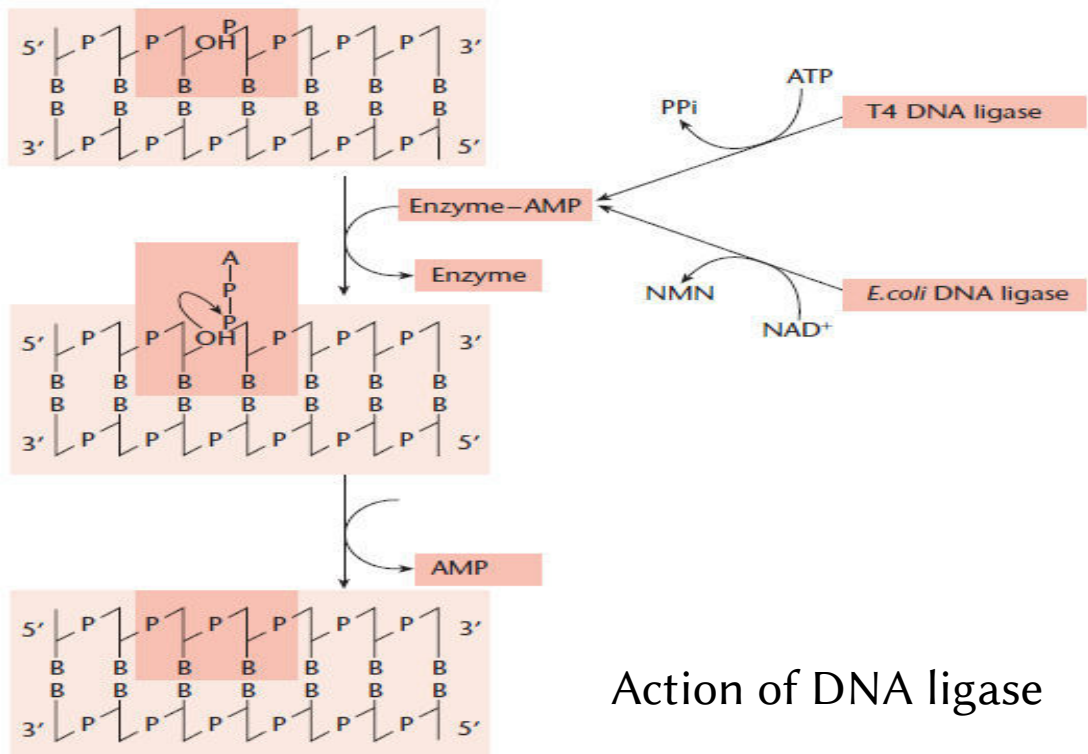 P
5′ P P OH P P P 3′
B B B B B B B
B B B B B B B
3′ P P P P P P 5′
ATP
PPi
T4 DNA ligase
Enzyme–AMP
Enzyme
NMN
E.coli DNA ligase
NAD⁺
A
P
P
5′ P P OH P P P 3′
B B B B B B B
B B B B B B B
3′ P P P P P P 5′
AMP
5′ P P P P P P 3′
B B B B B B B
B B B B B B B
3′ P P P P P P 5′
Action of DNA ligase